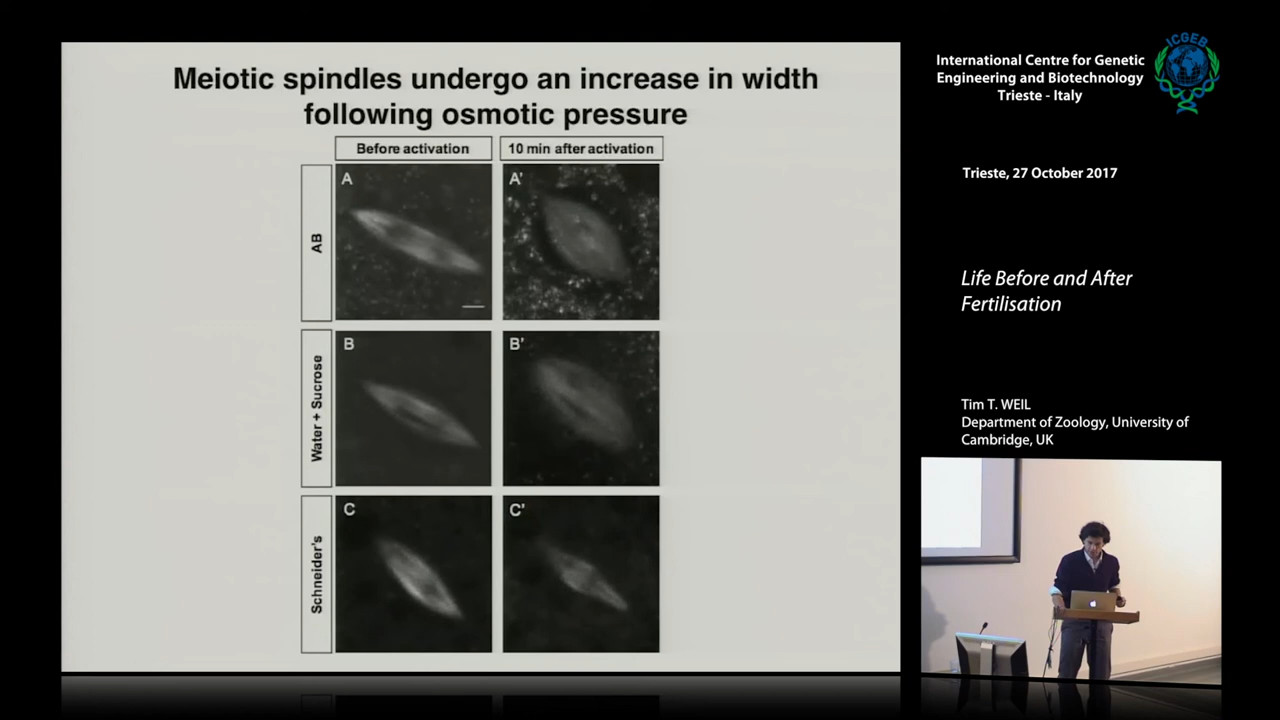 Meiotic spindles undergo an increase in width
following osmotic pressure
Before activation
10 min after activation
AB
A
A'
Water + Sucrose
B
B'
Schneider's
C
C'
International Centre for Genetic
Engineering and Biotechnology
Trieste - Italy
ICGEB
Trieste, 27 October 2017
Life Before and After
Fertilisation
Tim T. WEIL
Department of Zoology, University of
Cambridge, UK